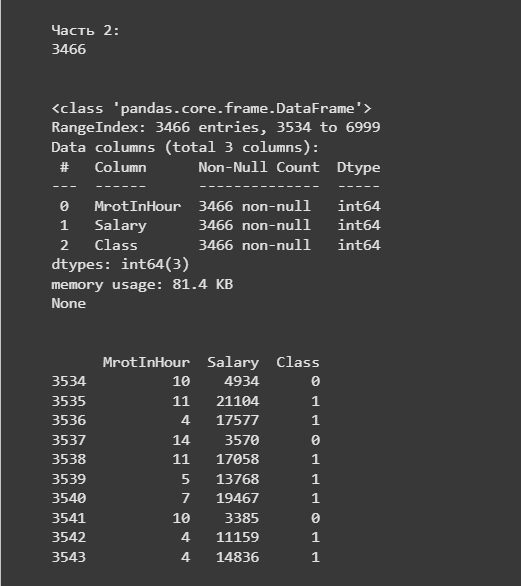 Часть 2:
3466
<class 'pandas.core.frame.DataFrame'>
RangeIndex: 3466 entries, 3534 to 6999
Data columns (total 3 columns):
 #   Column      Non-Null Count  Dtype
---  ------      --------------  -----
 0   MrotInHour  3466 non-null   int64
 1   Salary      3466 non-null   int64
 2   Class       3466 non-null   int64
dtypes: int64(3)
memory usage: 81.4 KB
None
      MrotInHour  Salary  Class
3534          10    4934      0
3535          11   21104      1
3536           4   17577      1
3537          14    3570      0
3538          11   17058      1
3539           5   13768      1
3540           7   19467      1
3541          10    3385      0
3542           4   11159      1
3543           4   14836      1